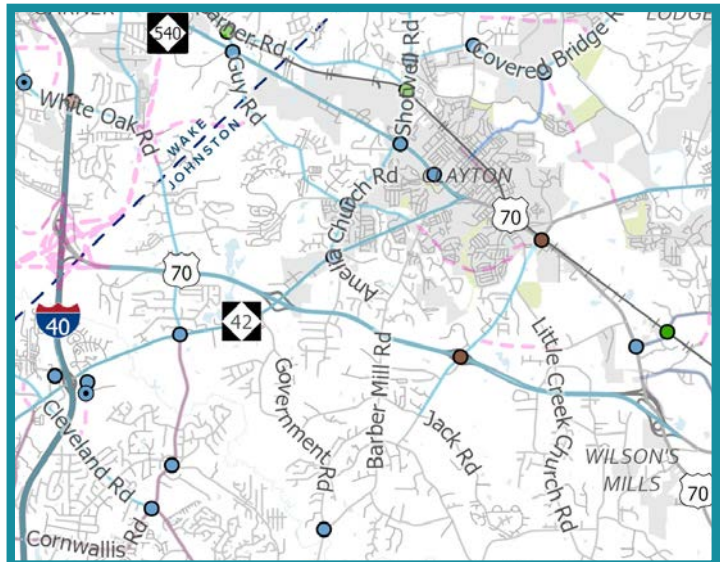 GARNER
540
Garner Rd
Shotwell Rd
Covered Bridge R
LODGE
Guy Rd
White Oak Rd
WAKE
JOHNSTON
Rd
AYTON
70
Amelia Church
70
40
42
Government Rd
Barber Mill Rd
Jack Rd
Little Creek Church Rd
Cleveland Rd
WILSON'S
MILLS
70
Cornwallis
Rd